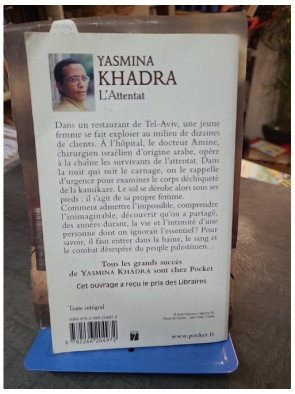 YASMINA
KHADRA
L'Attentat
Dans un restaurant de Tel-Aviv, une jeune
femme se fait exploser au milieu de dizaines
de clients. À l'hôpital, le docteur Amine,
chirurgien israélien d'origine arabe, opère
à la chaîne les survivants de l'attentat. Dans
la nuit qui suit le carnage, on le rappelle
d'urgence pour examiner le corps déchiqueté
de la kamikaze. Le sol se dérobe alors sous ses
pieds : il s'agit de sa propre femme.
Comment admettre l'impossible, comprendre
l'inimaginable, découvrir qu'on a partagé,
des années durant, la vie et l'intimité d'une
personne dont on ignorait l'essentiel ? Pour
savoir, il faut entrer dans la haine, le sang et
le combat désespéré du peuple palestinien…
Tous les grands succès
de YASMINA KHADRA sont chez Pocket
Cet ouvrage a reçu le prix des Libraires
Texte intégral
www.pocket.fr